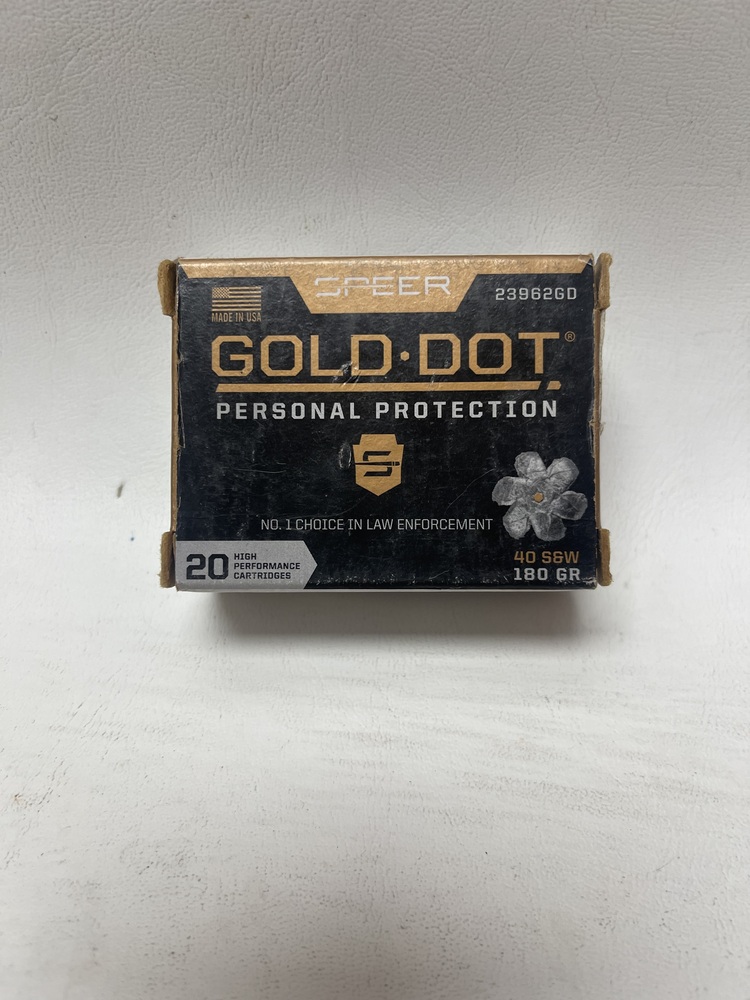 SPEER
23962GD
MADE IN USA
GOLD·DOT®
PERSONAL PROTECTION
S
NO. 1 CHOICE IN LAW ENFORCEMENT
20 HIGH
PERFORMANCE
CARTRIDGES
40 S&W
180 GR